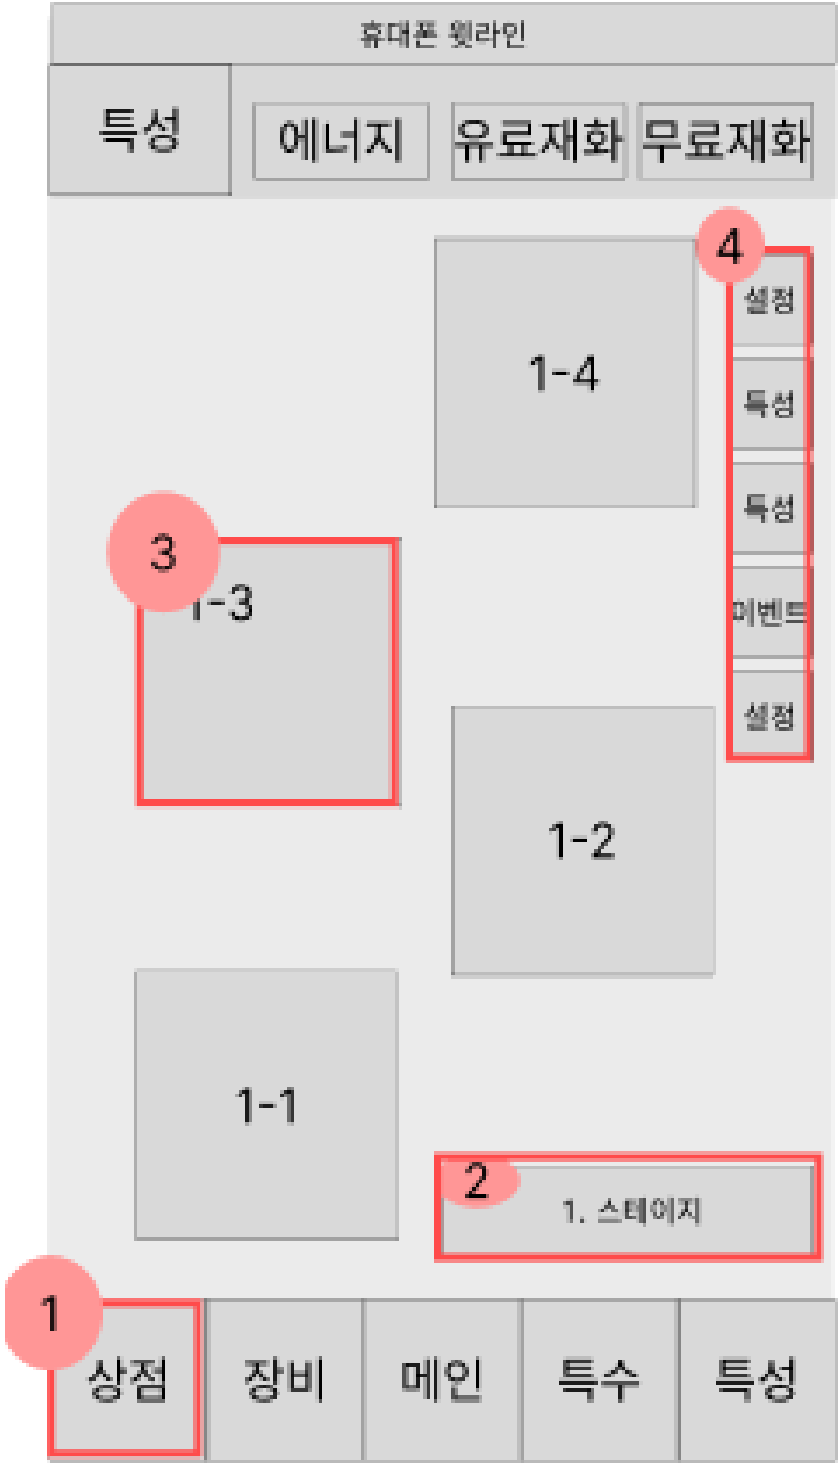 휴대폰 윗라인
특성 에너지 유료재화 무료재화
4
설정
1-4
특성
특성
3
1-3
이벤트
설정
1-2
1-1
2
1. 스테이지
1
상점 장비 메인 특수 특성